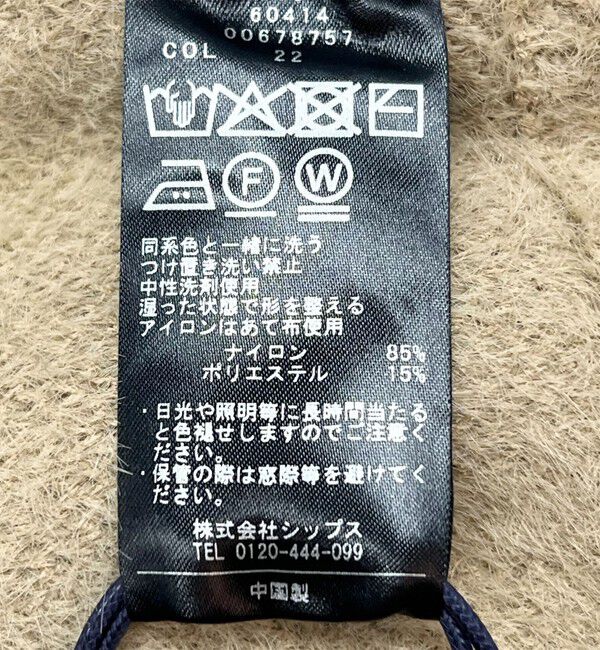 60414
00678757
COL 22
F W
同系色と一緒に洗う
つけ置き洗い禁止
中性洗剤使用
湿った状態で形を整える
アイロンはあて布使用
ナイロン 85%
ポリエステル 15%
・日光や照明等に長時間当たる
と色褪せしますのでご注意く
ださい。
・保管の際は窓際等を避けてく
ださい。
株式会社シップス
TEL 0120-444-099
中国製